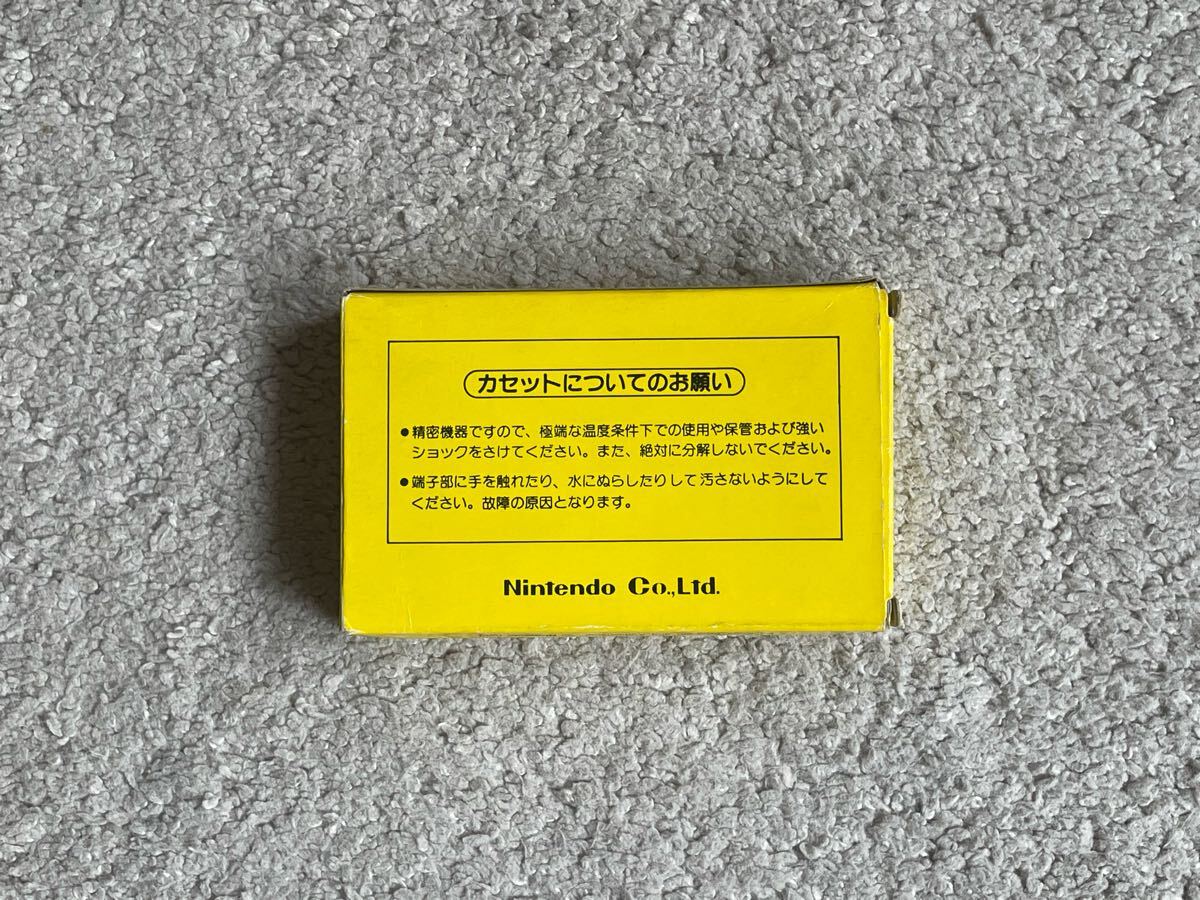 カセットについてのお願い
●精密機器ですので、極端な温度条件下での使用や保管および強い
ショックをさけてください。また、絶対に分解しないでください。
●端子部に手を触れたり、水にぬらしたりして汚さないようにして
ください。故障の原因となります。
Nintendo Co.,Ltd.